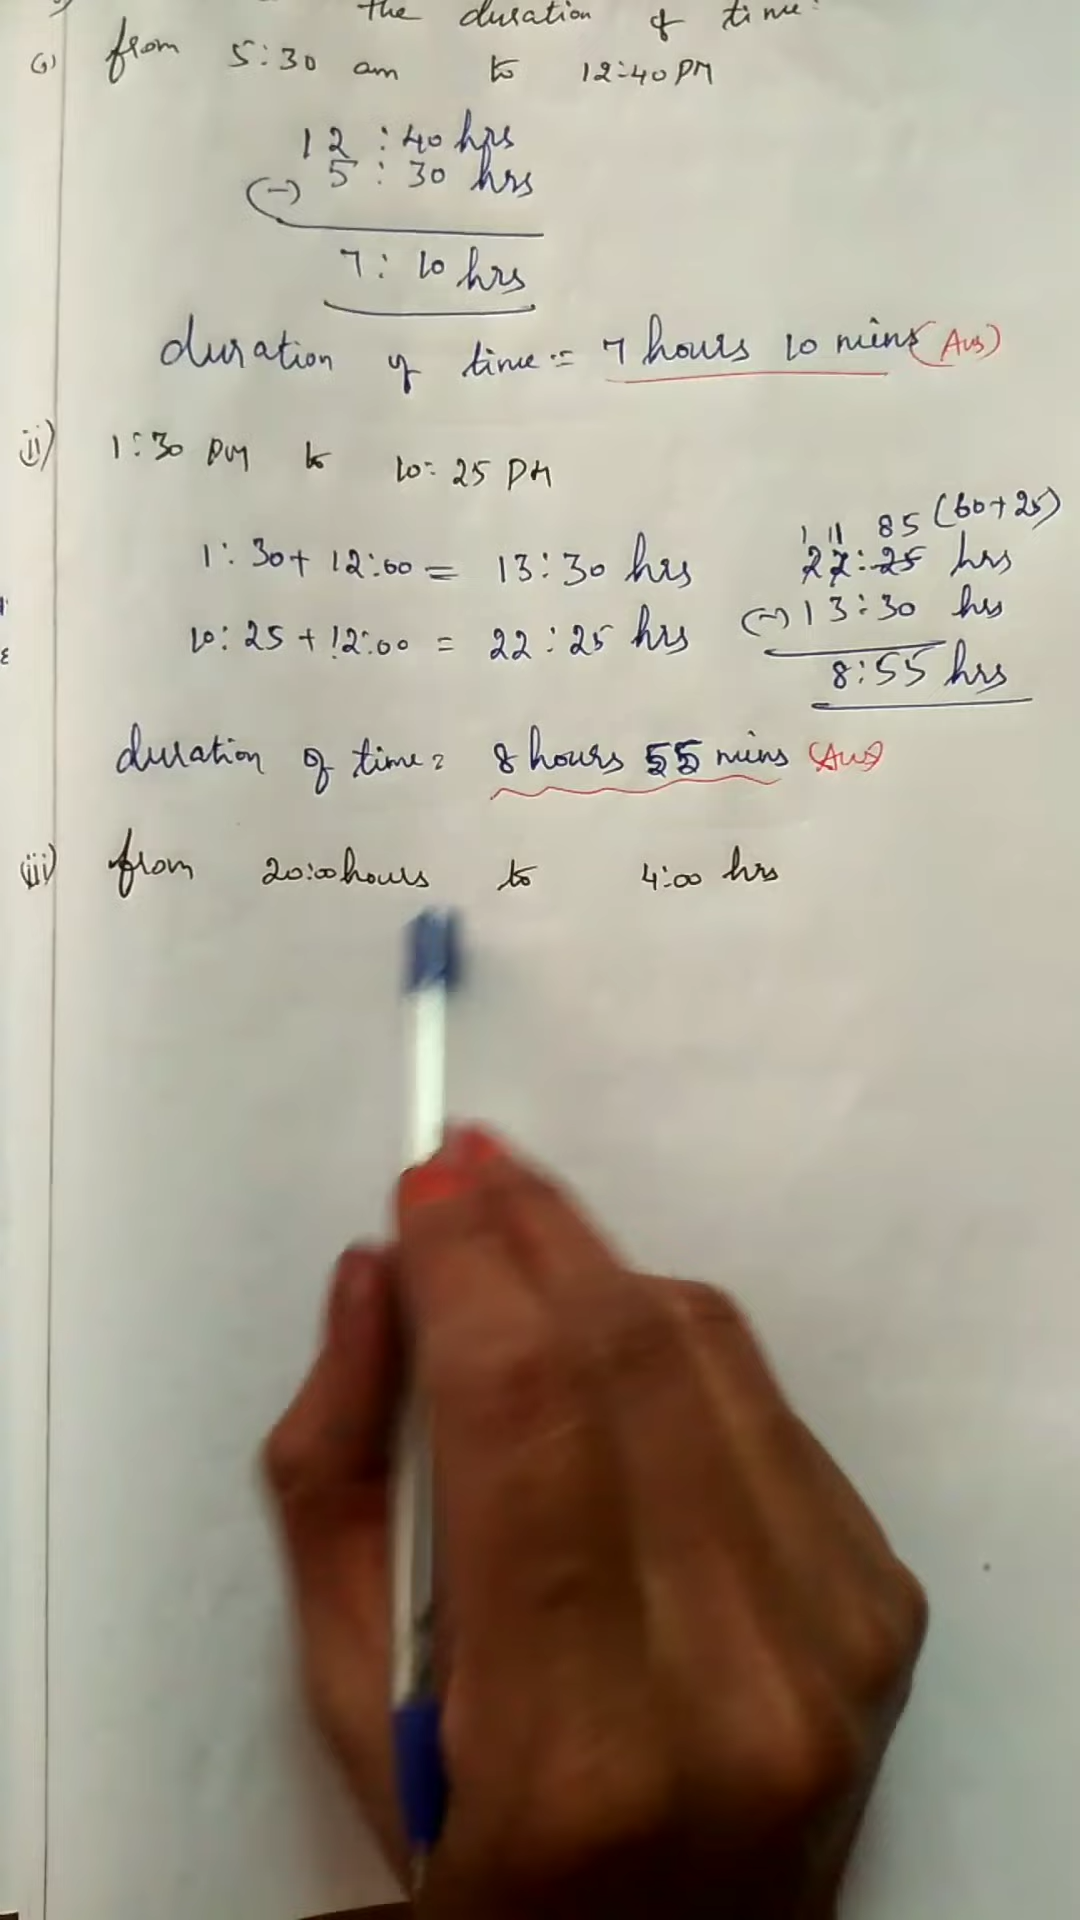 the duration of time:
(i) from 5:30 am to 12:40 PM
12 : 40 hrs
(-) 5 : 30 hrs
7 : 10 hrs
duration of time = 7 hours 10 mins (Ans)
ii) 1:30 PM to 10:25 PM
1:30 + 12:00 = 13:30 hrs
10:25 + 12:00 = 22:25 hrs
1 11 85 (60+25)
22:25 hrs
(-) 13:30 hrs
8:55 hrs
duration of time = 8 hours 55 mins (Ans)
(iii) from 20:00 hours to 4:00 hrs